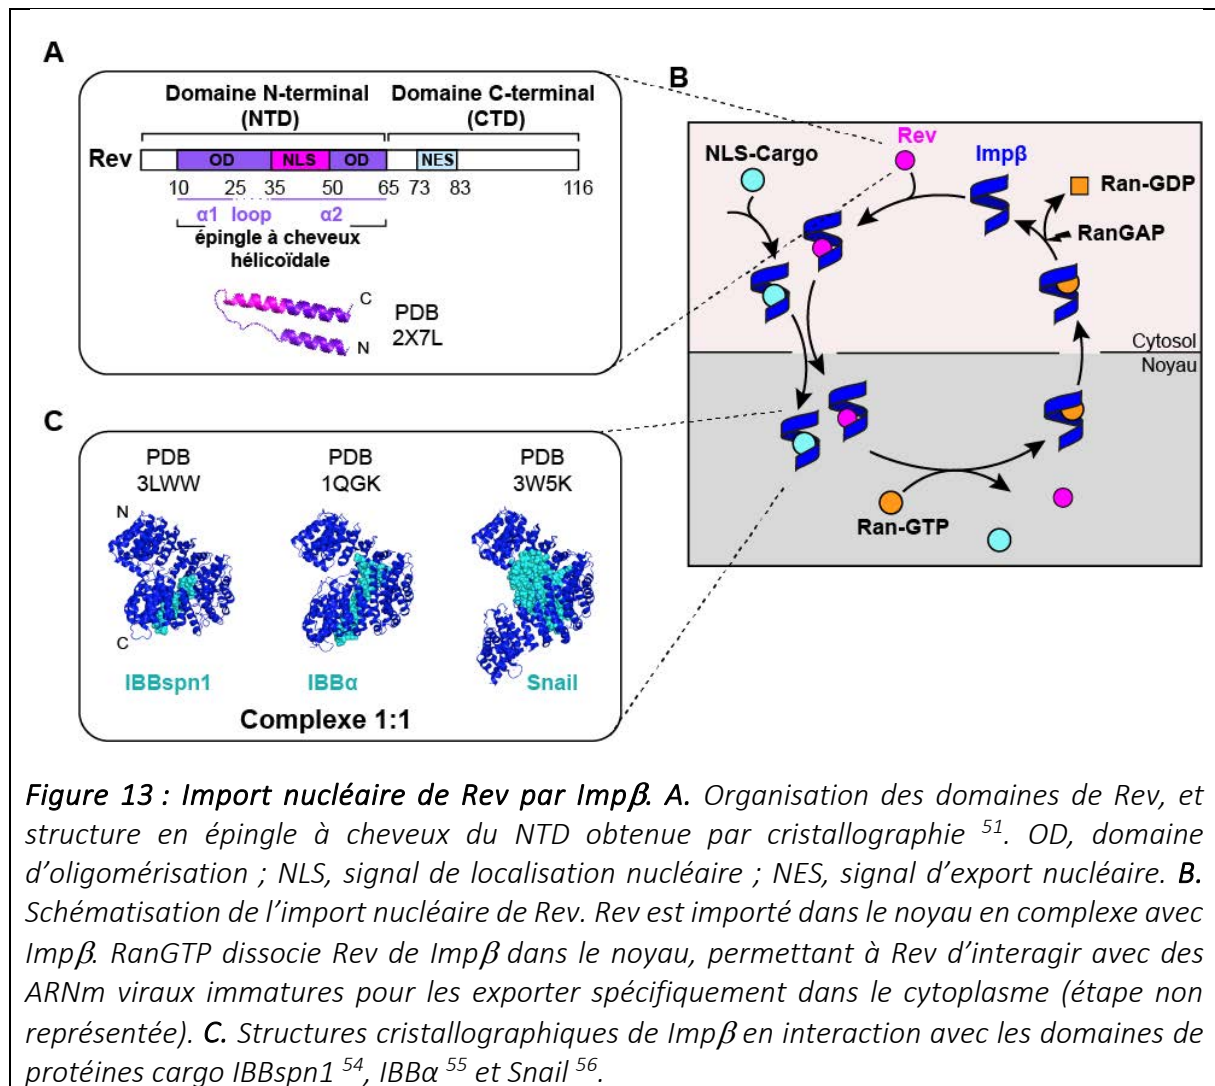 A
Domaine N-terminal
(NTD)
Domaine C-terminal
(CTD)
Rev
OD
NLS
OD
NES
10 25 35 50 65 73 83 116
α1 loop α2
épingle à cheveux
hélicoïdale
C
N
PDB
2X7L
B
Rev
NLS-Cargo
Impβ
Ran-GDP
RanGAP
Cytosol
Noyau
Ran-GTP
C
PDB
3LWW
PDB
1QGK
PDB
3W5K
N
C
IBBspn1
IBBα
Snail
Complexe 1:1
Figure 13 : Import nucléaire de Rev par Impβ. A. Organisation des domaines de Rev, et
structure en épingle à cheveux du NTD obtenue par cristallographie 51. OD, domaine
d'oligomérisation ; NLS, signal de localisation nucléaire ; NES, signal d'export nucléaire. B.
Schématisation de l'import nucléaire de Rev. Rev est importé dans le noyau en complexe avec
Impβ. RanGTP dissocie Rev de Impβ dans le noyau, permettant à Rev d'interagir avec des
ARNm viraux immatures pour les exporter spécifiquement dans le cytoplasme (étape non
représentée). C. Structures cristallographiques de Impβ en interaction avec les domaines de
protéines cargo IBBspn1 54, IBBα 55 et Snail 56.